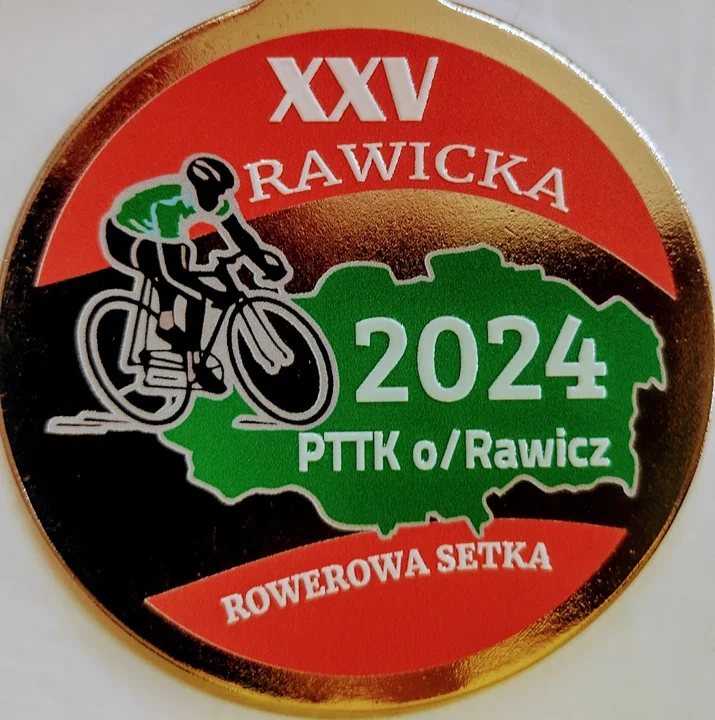 XXV
RAWICKA
2024
PTTK o/Rawicz
ROWEROWA SETKA